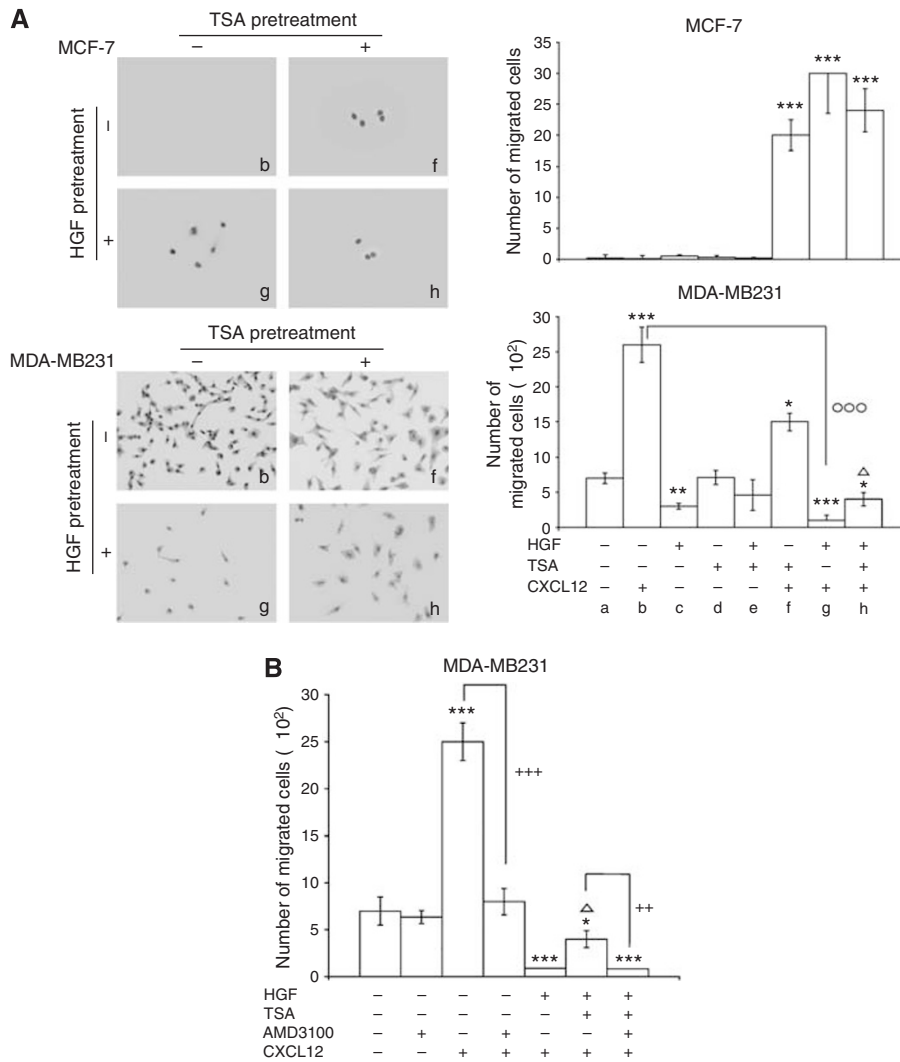 A
TSA pretreatment
MCF-7 – +
HGF pretreatment
–
+
b
f
g
h
TSA pretreatment
MDA-MB231 – +
HGF pretreatment
–
+
b
f
g
h
MCF-7
Number of migrated cells
35
30
25
20
15
10
5
0
*** *** ***
MDA-MB231
Number of
migrated cells ( 10²)
30
25
20
15
10
5
0
*** ** * *** *
○○○
△
HGF – – + – + – + +
TSA – – – + + + – +
CXCL12 – + – – – + + +
a b c d e f g h
B
MDA-MB231
Number of migrated cells ( 10²)
30
25
20
15
10
5
0
*** *** * ***
+++
△
++
HGF – – – – + + +
TSA – – – – – + +
AMD3100 – + – + – – +
CXCL12 – – + + + + +